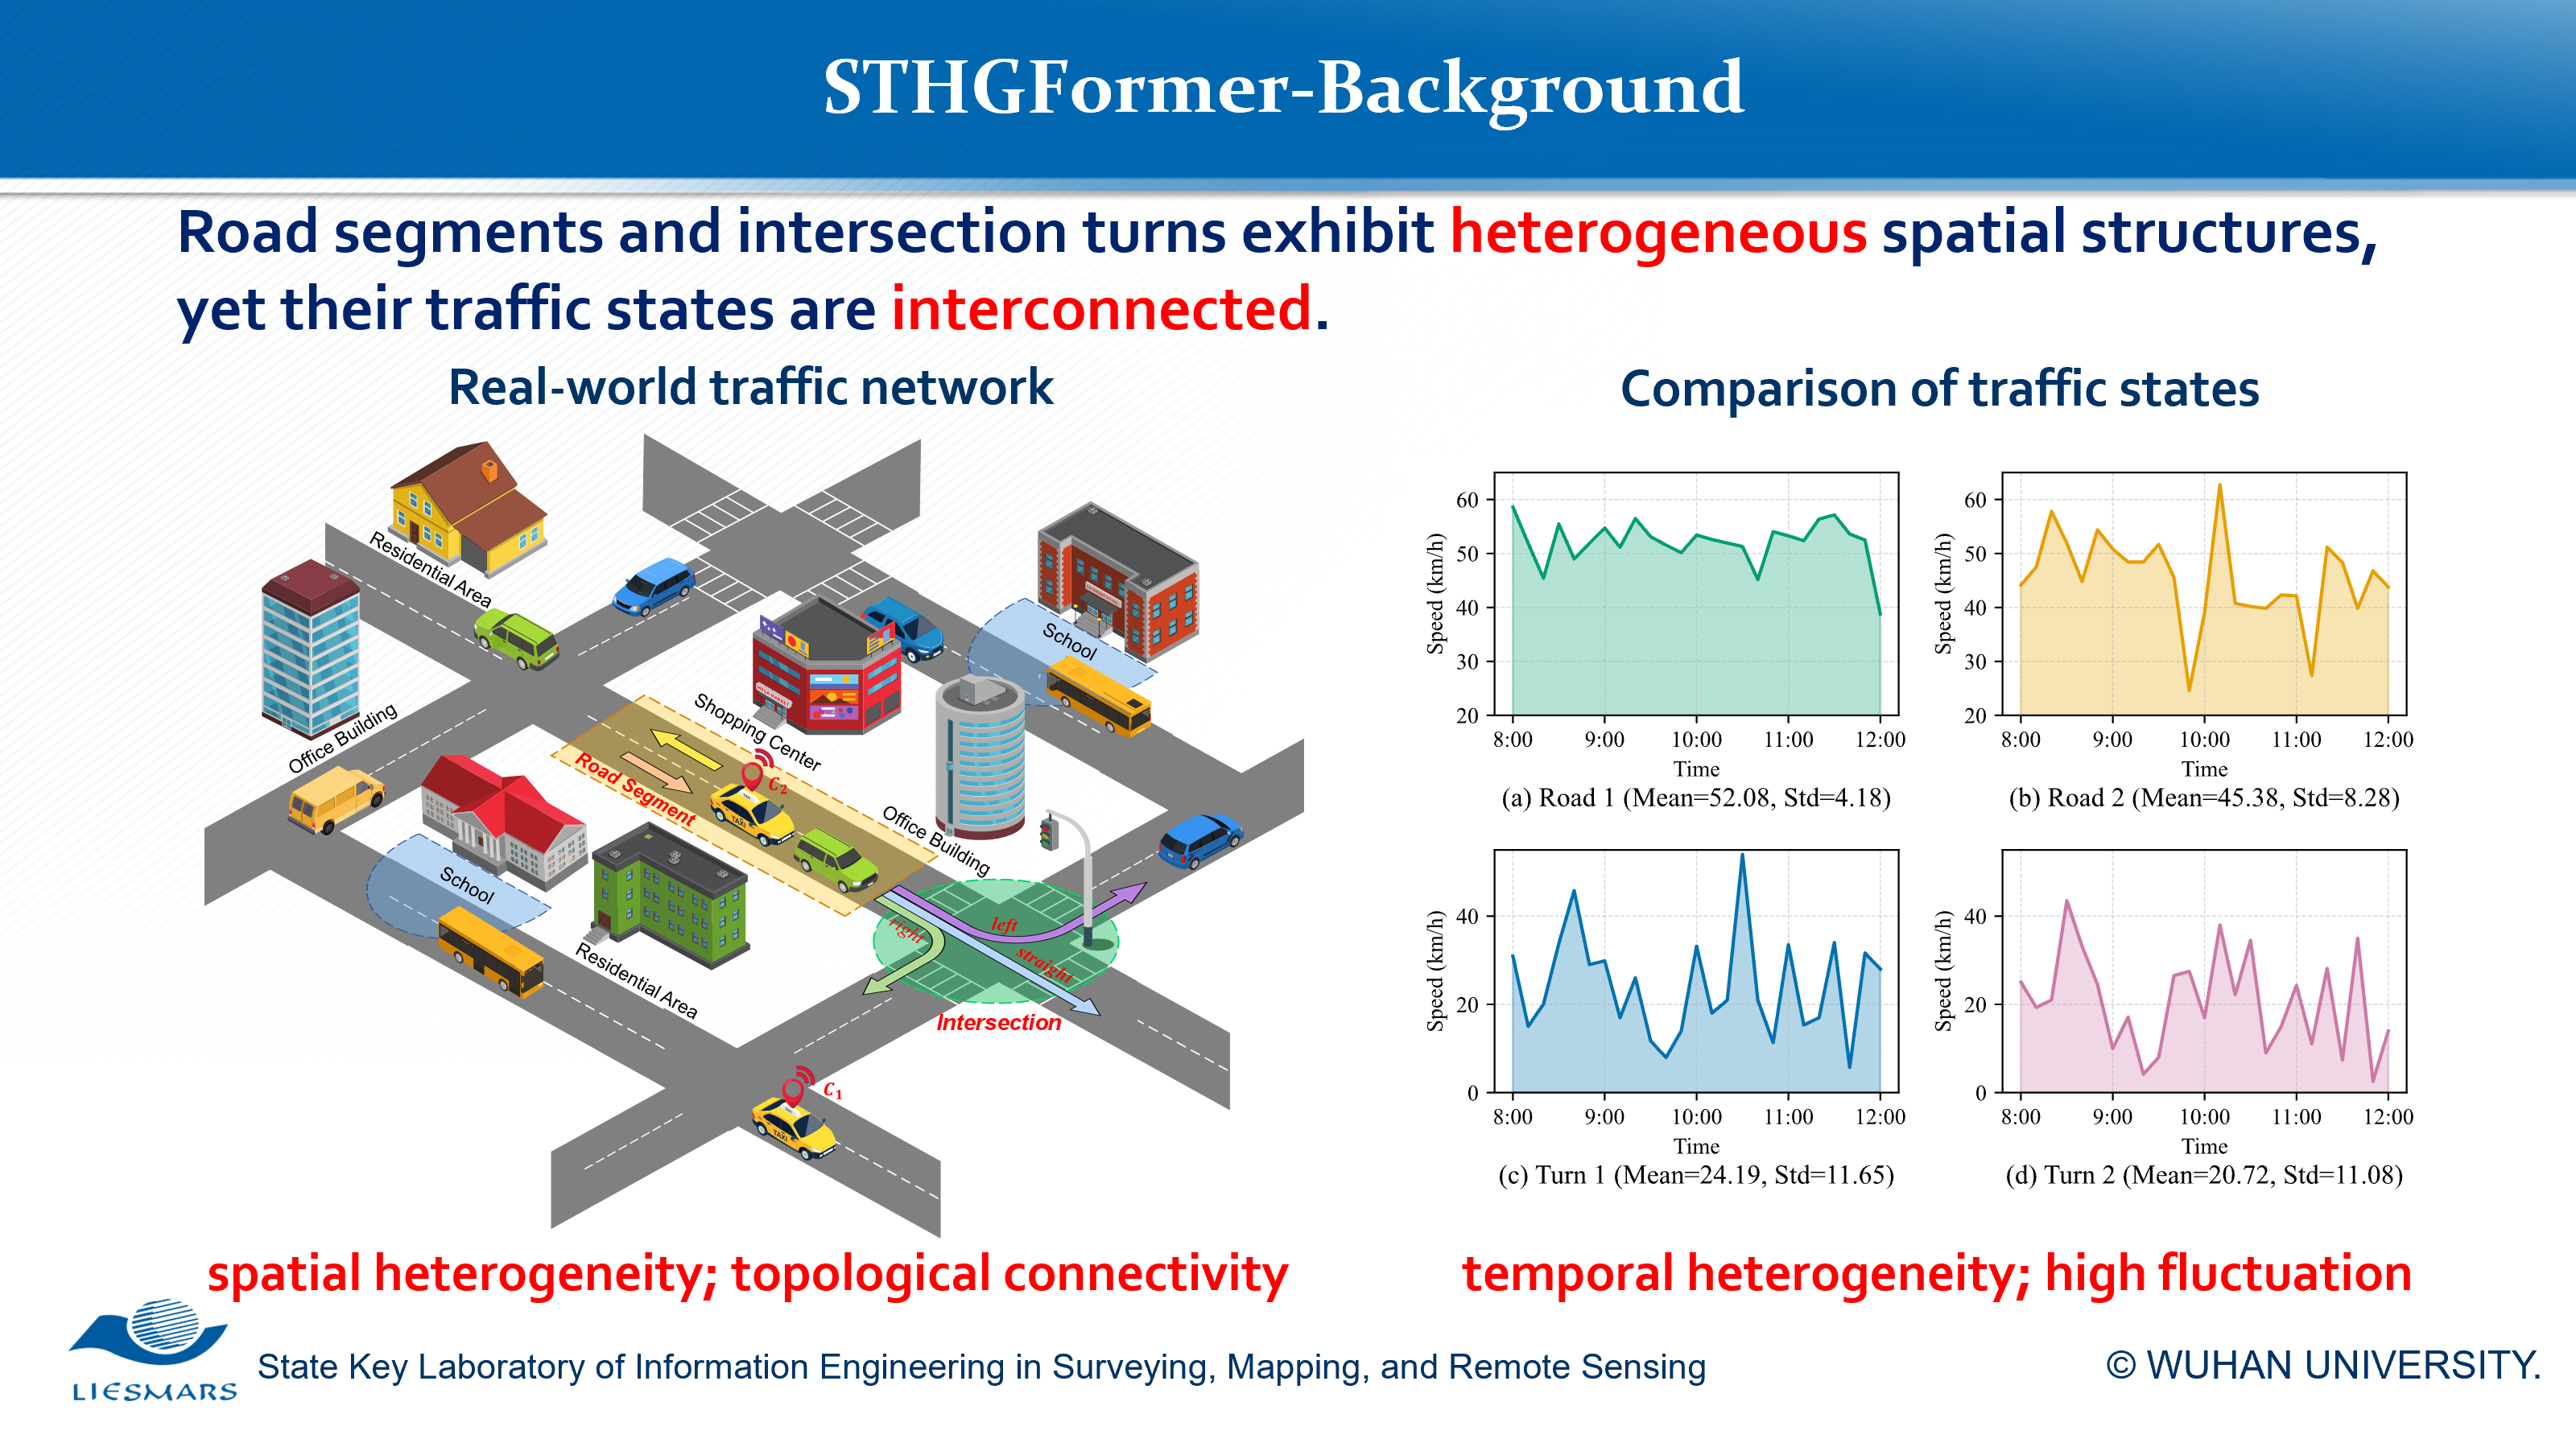 STHGFormer-Background
Road segments and intersection turns exhibit heterogeneous spatial structures,
yet their traffic states are interconnected.
Real-world traffic network
Residential Area
Office Building
School
Shopping Center
Road Segment
C₂
Office Building
School
Residential Area
left
right
straight
Intersection
C₁
TAXI
TAXI
spatial heterogeneity; topological connectivity
Comparison of traffic states
Speed (km/h)
60
50
40
30
20
8:00 9:00 10:00 11:00 12:00
Time
(a) Road 1 (Mean=52.08, Std=4.18)
Speed (km/h)
60
50
40
30
20
8:00 9:00 10:00 11:00 12:00
Time
(b) Road 2 (Mean=45.38, Std=8.28)
Speed (km/h)
40
20
0
8:00 9:00 10:00 11:00 12:00
Time
(c) Turn 1 (Mean=24.19, Std=11.65)
Speed (km/h)
40
20
0
8:00 9:00 10:00 11:00 12:00
Time
(d) Turn 2 (Mean=20.72, Std=11.08)
temporal heterogeneity; high fluctuation
LIESMARS
State Key Laboratory of Information Engineering in Surveying, Mapping, and Remote Sensing
© WUHAN UNIVERSITY.